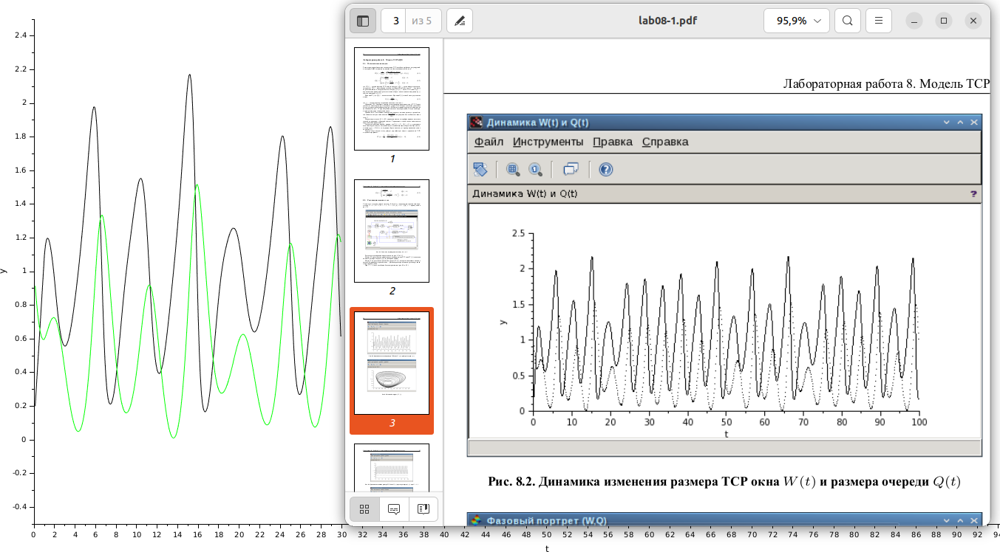 2.4
2.2
2
1.8
1.6
1.4
1.2
1
0.8
0.6
0.4
0.2
0
-0.2
-0.4
y
0 2 4 6 8 10 12 14 16 18 20 22 24 26 28 30 32 34 36 38 40 42 44 46 48 50 52 54 56 58 60 62 64 66 68 70 72 74 76 78 80 82 84 86 88 90 92
t
3 из 5
lab08-1.pdf
95,9%
1
2
3
Лабораторная работа 8. Модель TCP
Динамика W(t) и Q(t)
Файл Инструменты Правка Справка
Динамика W(t) и Q(t) ?
2.5
2
1.5
1
0.5
0
y
0 10 20 30 40 50 60 70 80 90 100
t
Рис. 8.2. Динамика изменения размера TCP окна W(t) и размера очереди Q(t)
Фазовый портрет (W,Q)